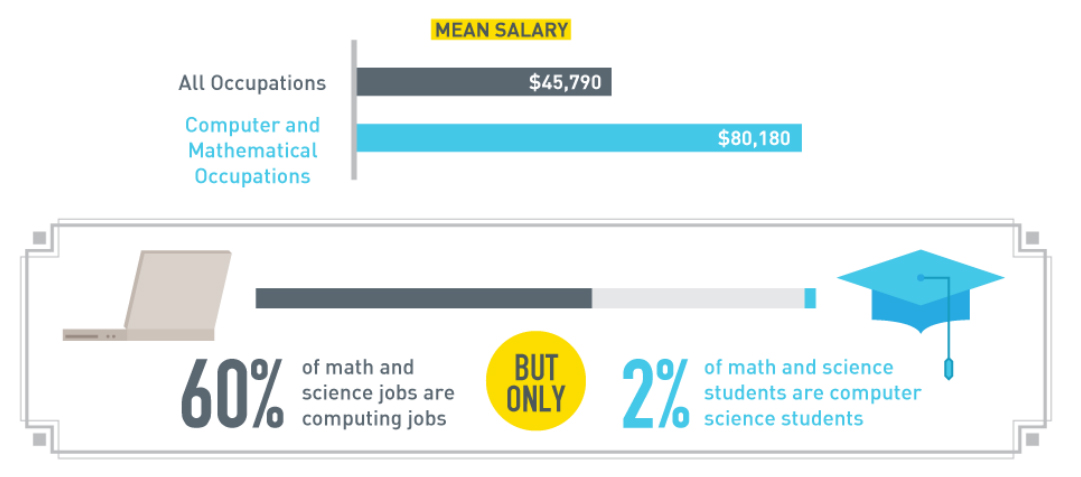 MEAN SALARY
All Occupations
$45,790
Computer and
Mathematical
Occupations
$80,180
60%
of math and
science jobs are
computing jobs
BUT
ONLY
2%
of math and science
students are computer
science students